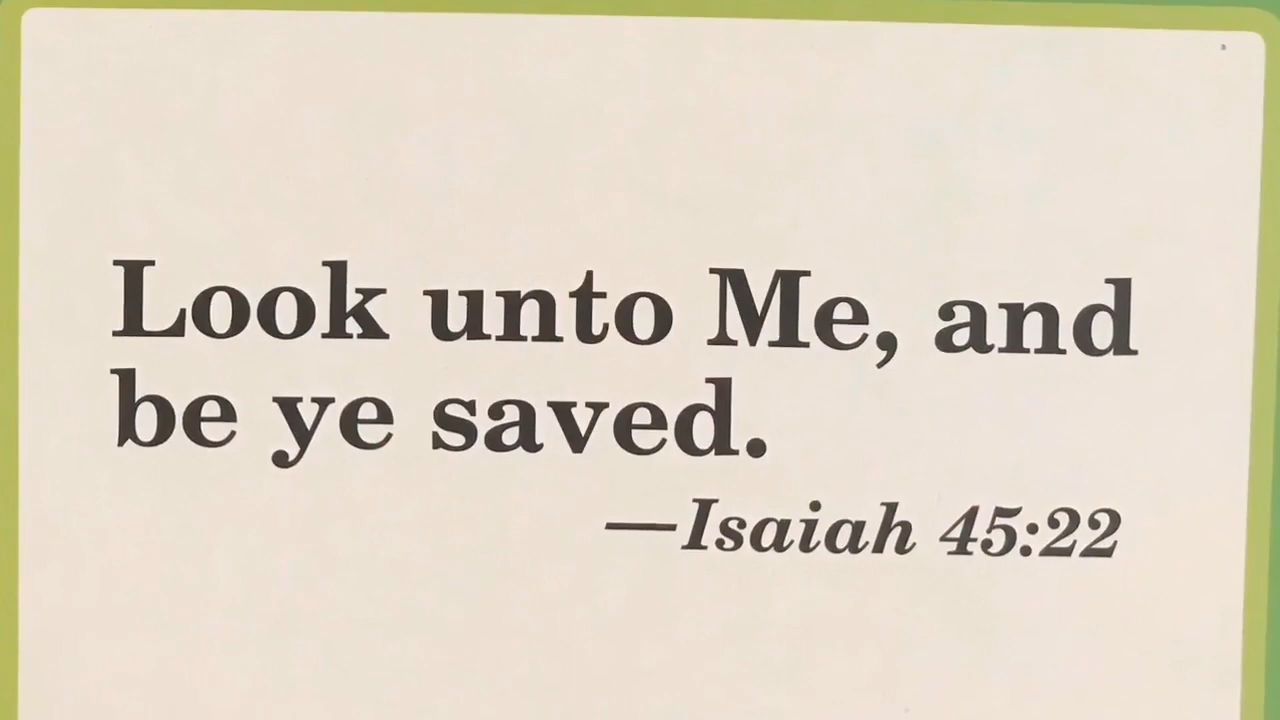 Look unto Me, and
be ye saved.
—Isaiah 45:22